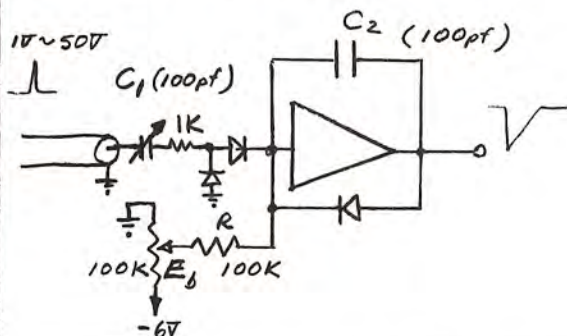 1V ~ 50V
C2 (100pf)
C1 (100pf)
1K
R
100K Eb 100K
-6V